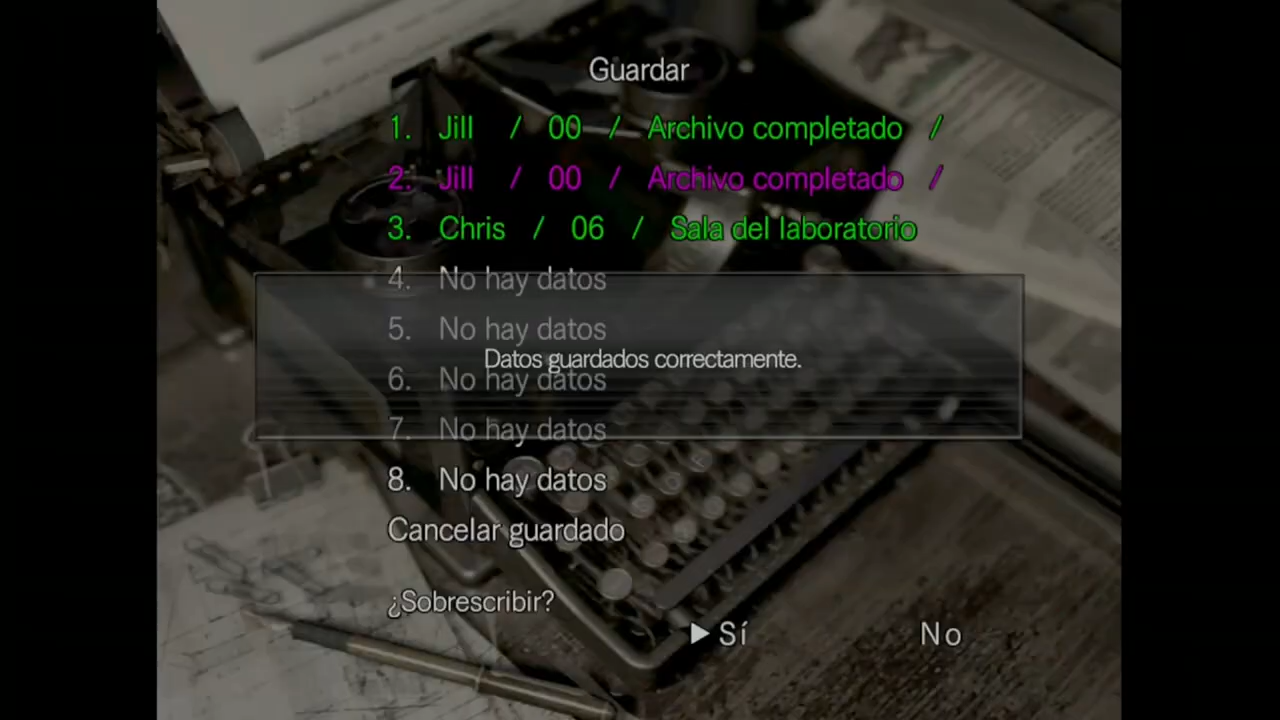 Guardar
1. Jill / 00 / Archivo completado /
2. Jill / 00 / Archivo completado /
3. Chris / 06 / Sala del laboratorio
4. No hay datos
5. No hay datos
Datos guardados correctamente.
6. No hay datos
7. No hay datos
8. No hay datos
Cancelar guardado
¿Sobrescribir?
Sí No